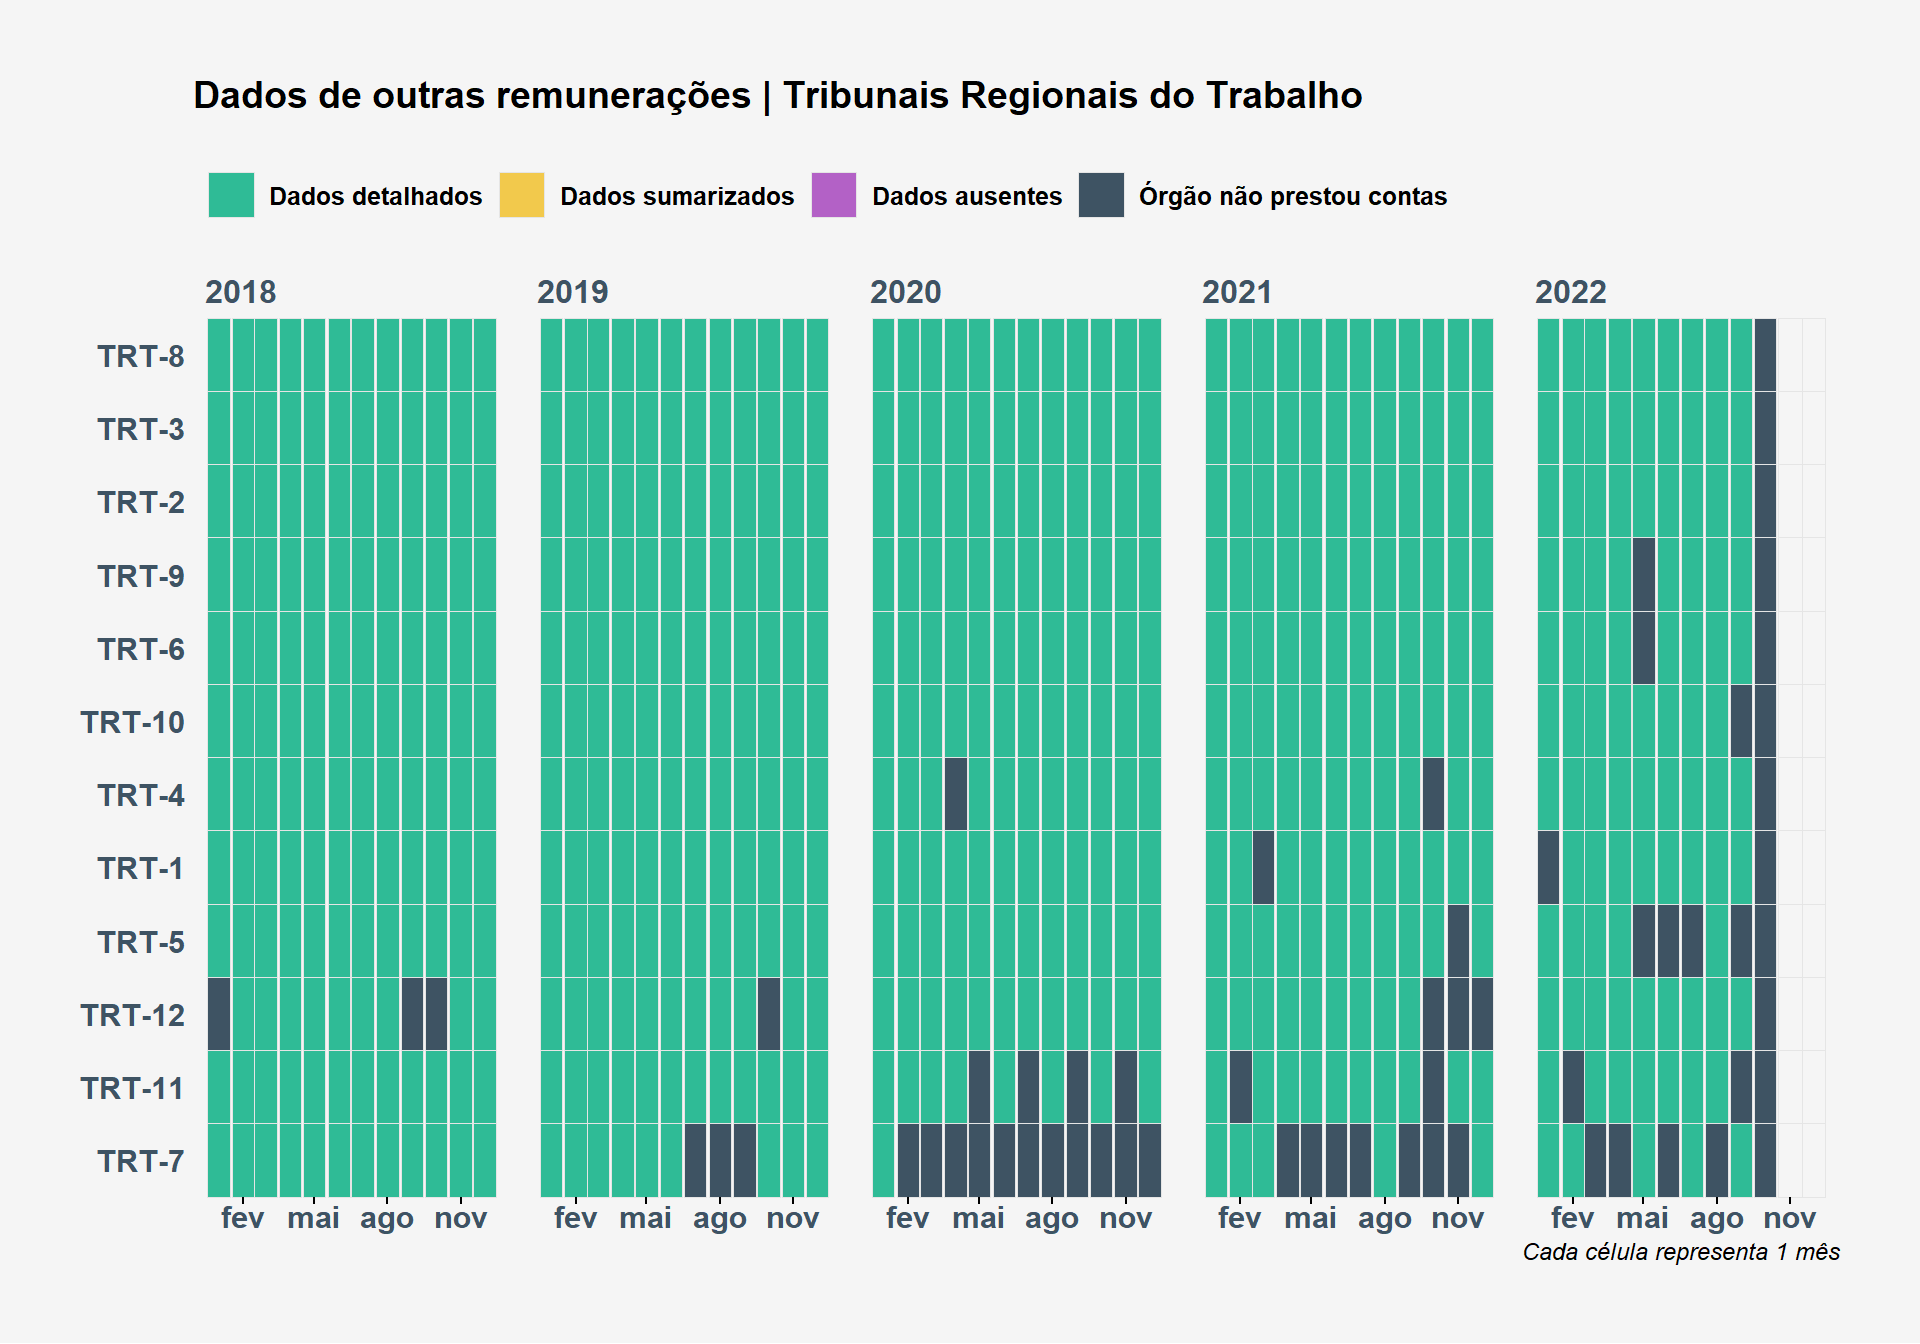 Dados de outras remunerações | Tribunais Regionais do Trabalho
Dados detalhados Dados sumarizados Dados ausentes Órgão não prestou contas
2018 2019 2020 2021 2022
TRT-8
TRT-3
TRT-2
TRT-9
TRT-6
TRT-10
TRT-4
TRT-1
TRT-5
TRT-12
TRT-11
TRT-7
fev mai ago nov fev mai ago nov fev mai ago nov fev mai ago nov fev mai ago nov
Cada célula representa 1 mês